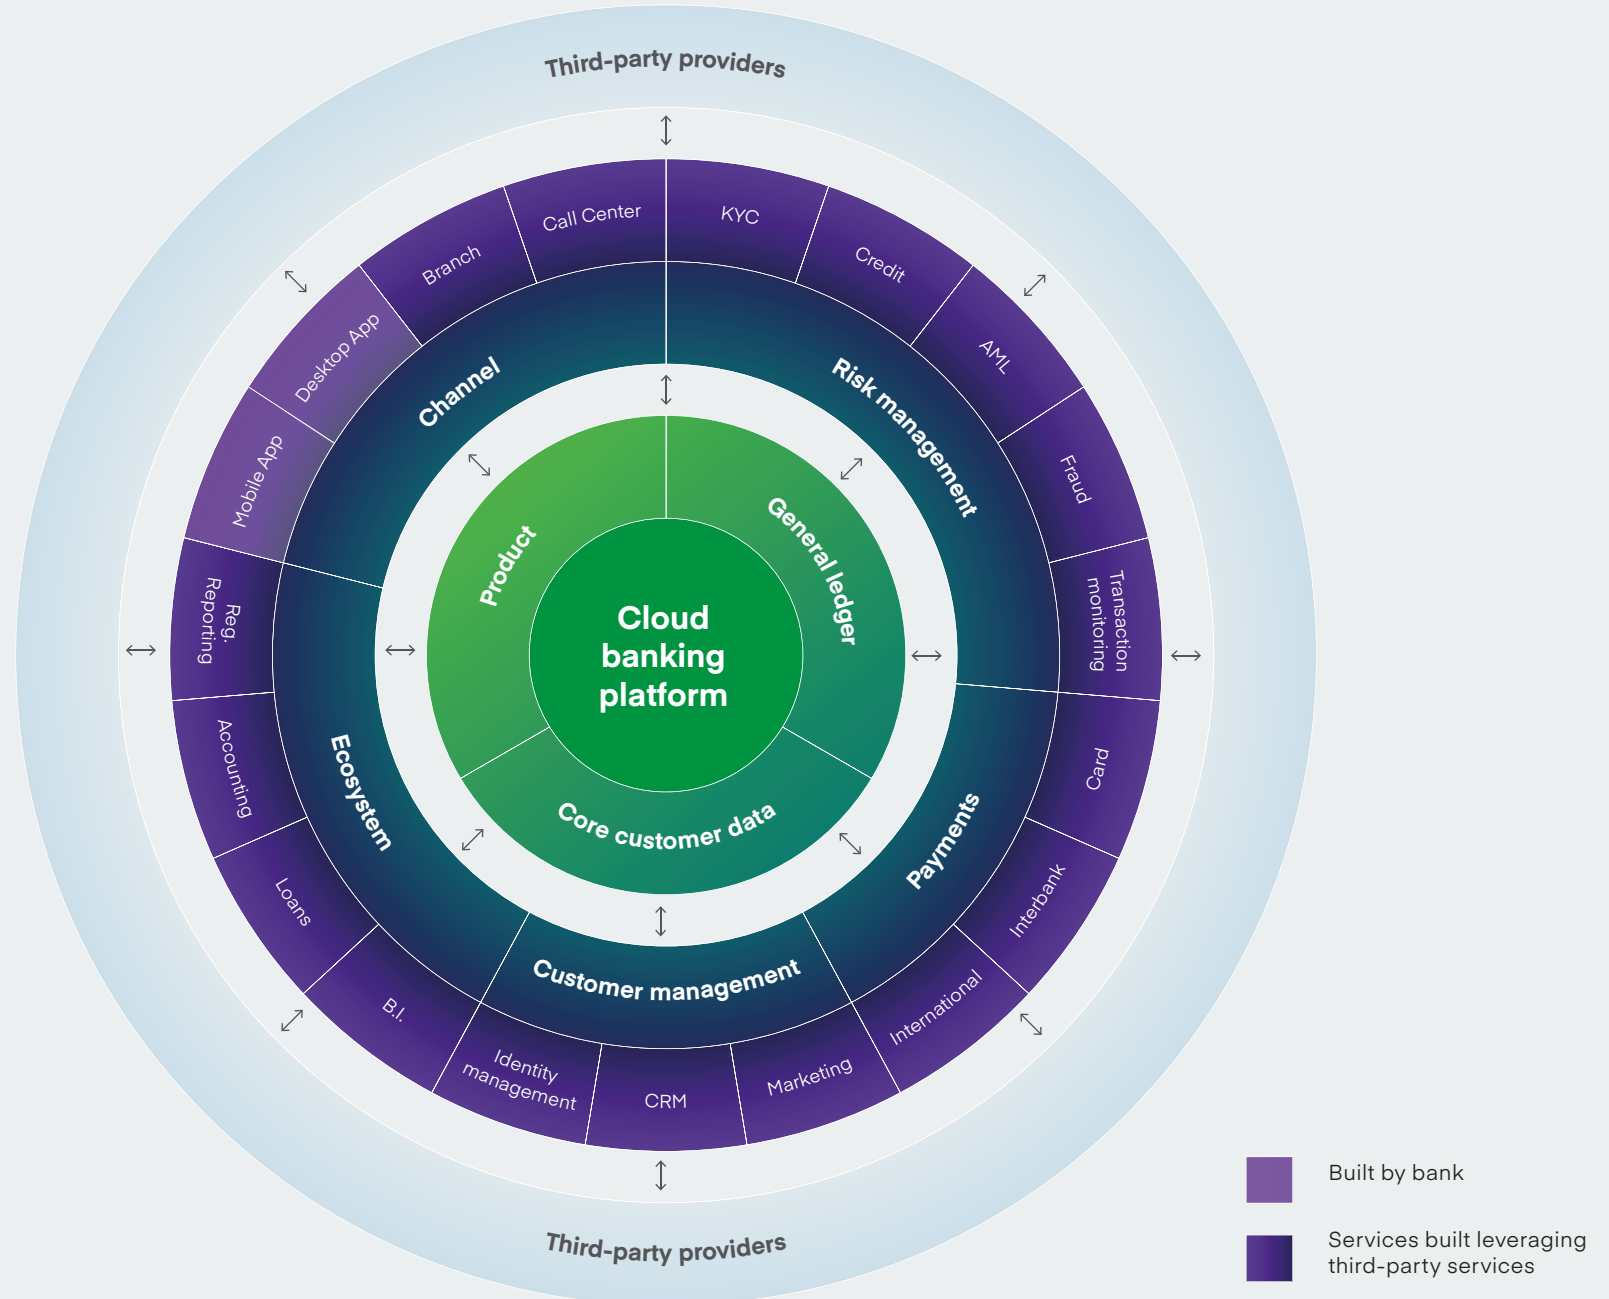 Third-party providers
Call Center
KYC
Branch
Credit
Desktop App
AML
Mobile App
Fraud
Channel
Risk management
Reg.
Reporting
Transaction
monitoring
Product
General ledger
Cloud
banking
platform
Core customer data
Accounting
Card
Ecosystem
Payments
Loans
Interbank
B.I.
International
Customer management
Identity
management
CRM
Marketing
Third-party providers
Built by bank
Services built leveraging
third-party services